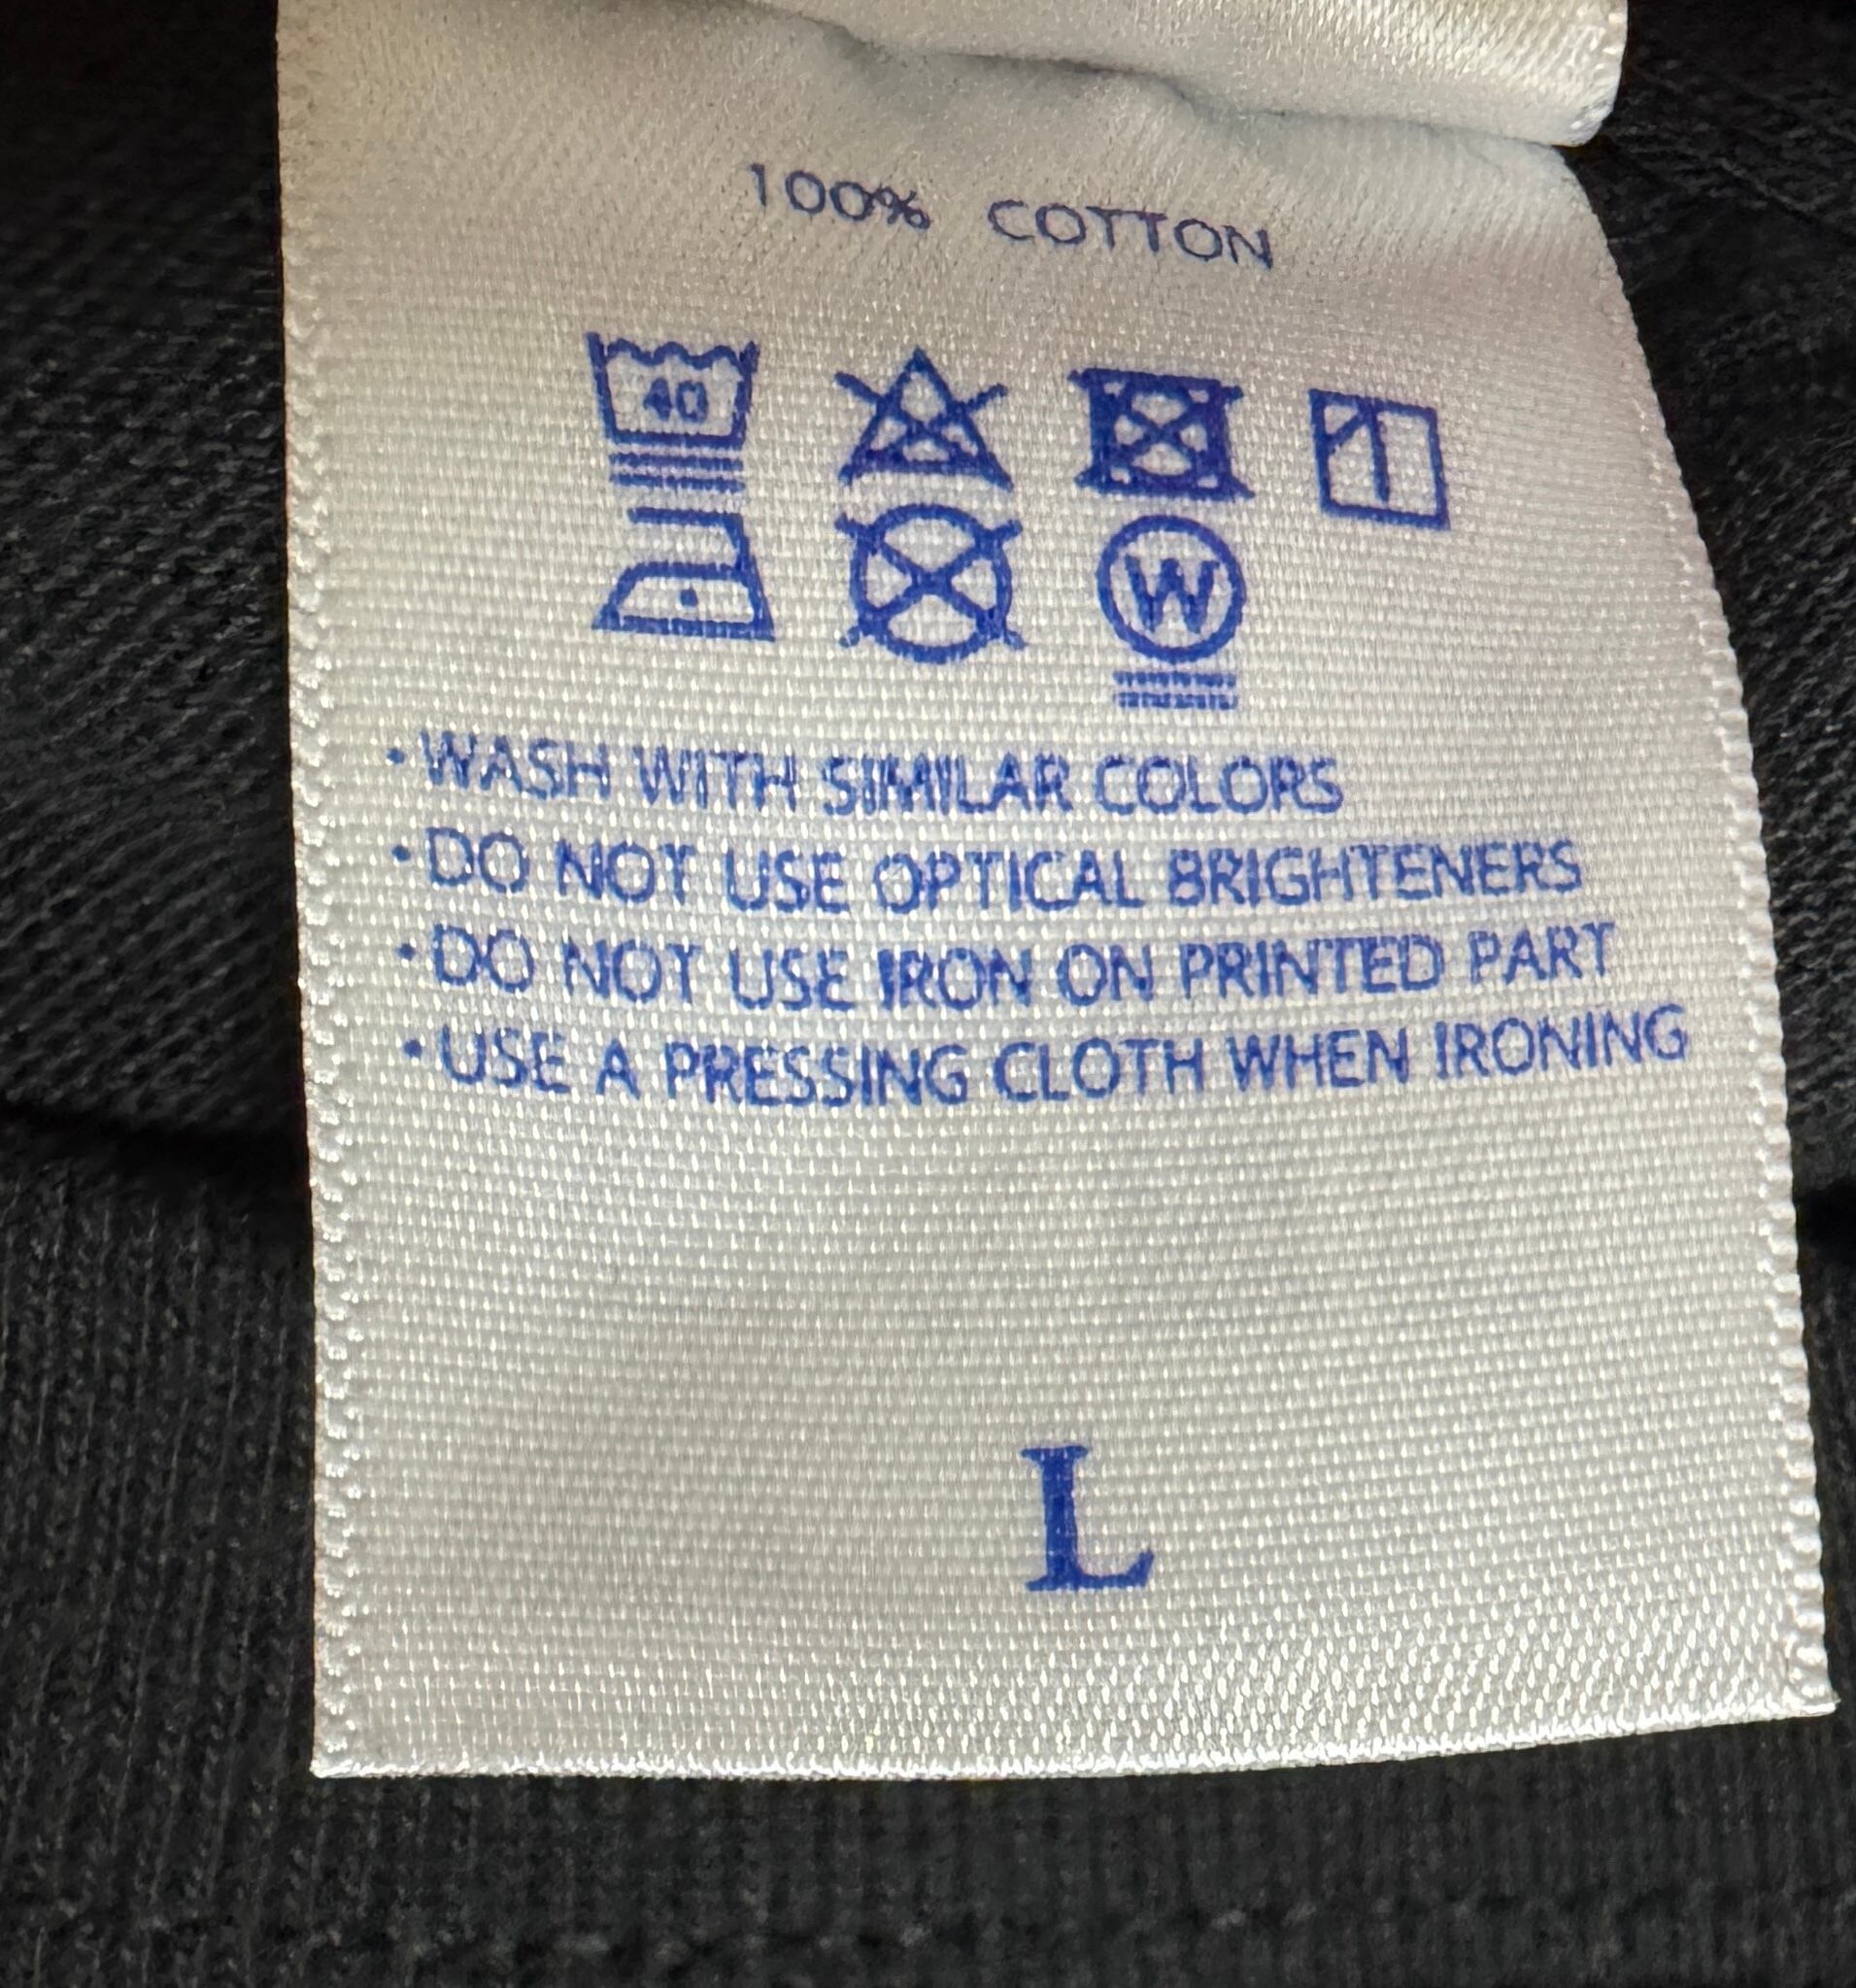 100% COTTON
40
W
• WASH WITH SIMILAR COLORS
• DO NOT USE OPTICAL BRIGHTENERS
• DO NOT USE IRON ON PRINTED PART
• USE A PRESSING CLOTH WHEN IRONING
L